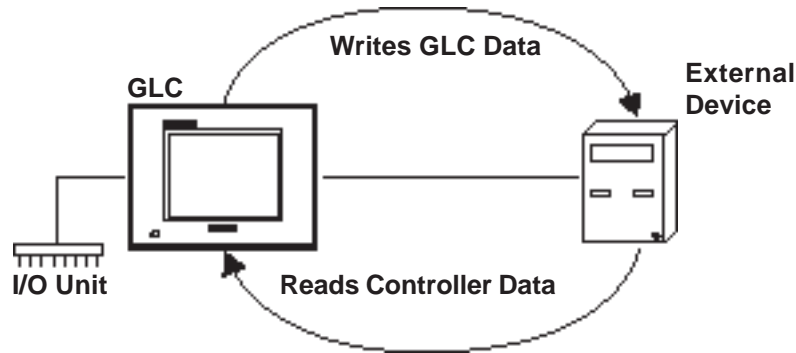 Writes GLC Data
GLC
External
Device
I/O Unit
Reads Controller Data